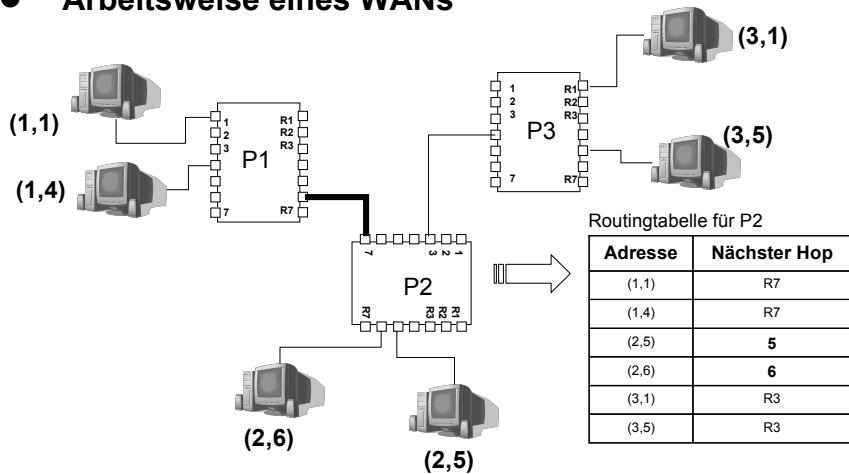 ● Arbeitsweise eines WANs
(3,1)
(1,1)
(1,4)
1
2
3
7
P1
R1
R2
R3
R7
1
2
3
7
P3
R1
R2
R3
R7
(3,5)
7
3
2
1
P2
R7
R3
R2
R1
(2,6)
(2,5)
Routingtabelle für P2
Adresse Nächster Hop
(1,1) R7
(1,4) R7
(2,5) 5
(2,6) 6
(3,1) R3
(3,5) R3